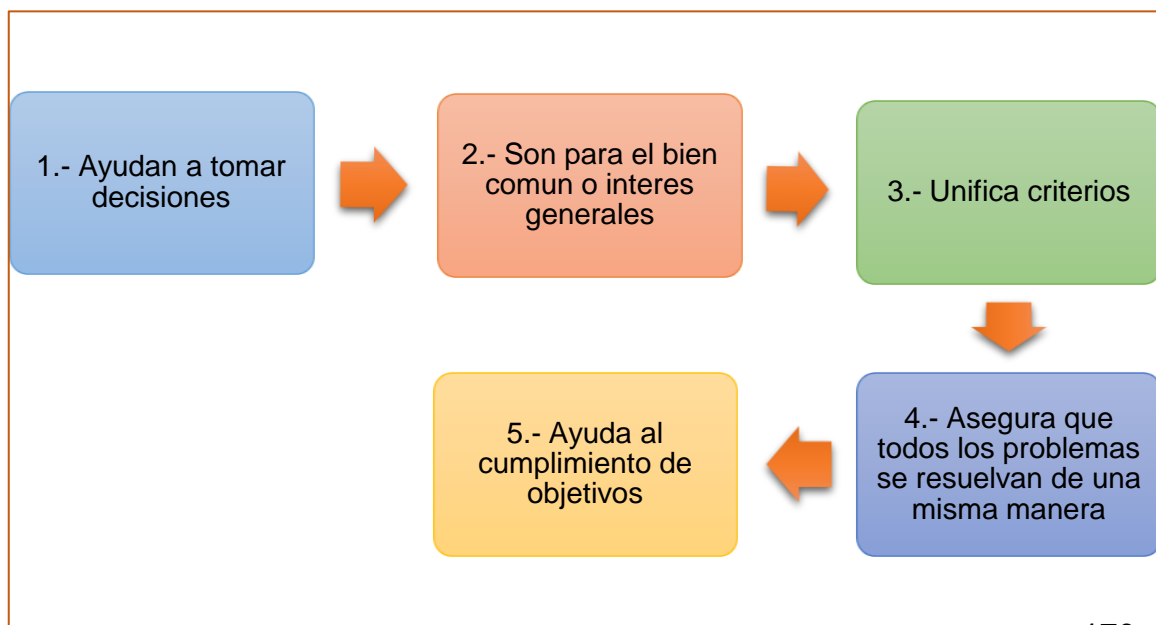 1.- Ayudan a tomar
decisiones
2.- Son para el bien
comun o interes
generales
3.- Unifica criterios
4.- Asegura que
todos los problemas
se resuelvan de una
misma manera
5.- Ayuda al
cumplimiento de
objetivos